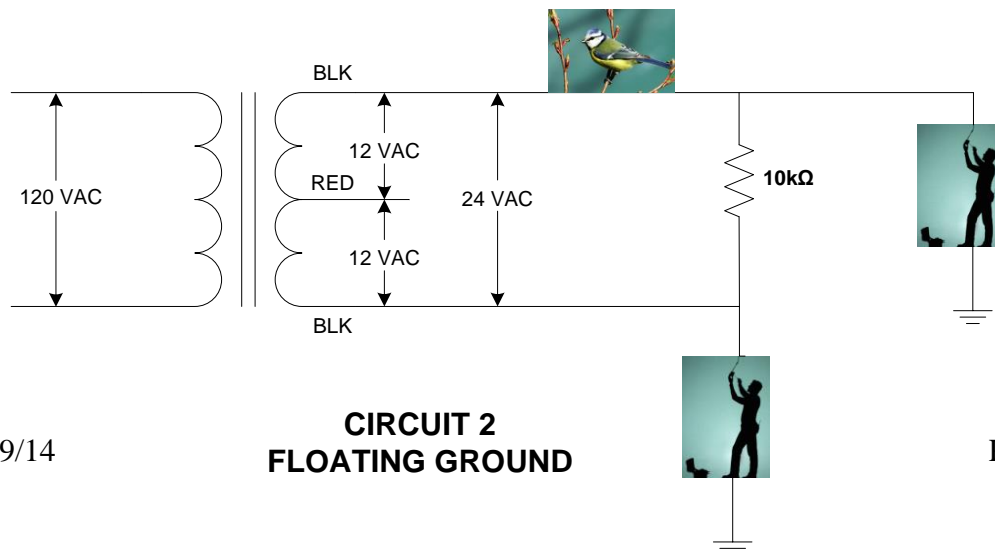 BLK
12 VAC
RED
120 VAC
24 VAC
10kΩ
12 VAC
BLK
CIRCUIT 2
FLOATING GROUND
9/14